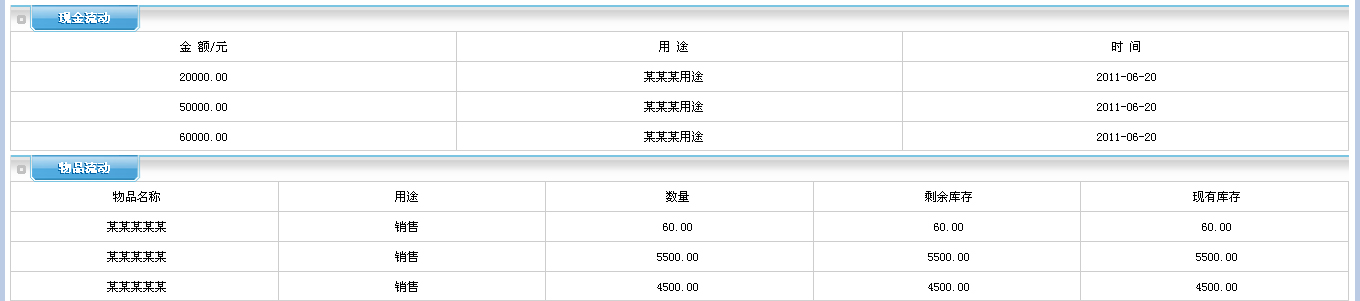 现金流动
金 额/元 用 途 时 间
20000.00 某某某用途 2011-06-20
50000.00 某某某用途 2011-06-20
60000.00 某某某用途 2011-06-20
物品流动
物品名称 用途 数量 剩余库存 现有库存
某某某某某 销售 60.00 60.00 60.00
某某某某某 销售 5500.00 5500.00 5500.00
某某某某某 销售 4500.00 4500.00 4500.00